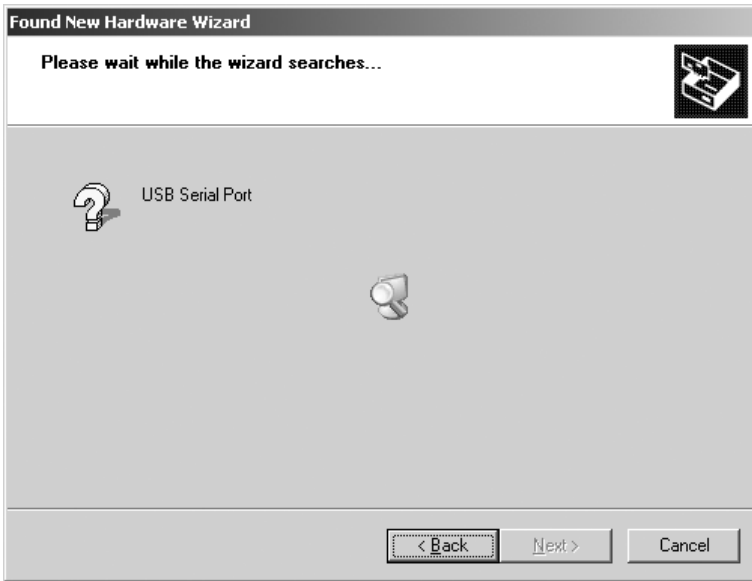 Found New Hardware Wizard
Please wait while the wizard searches...
USB Serial Port
< Back
Next >
Cancel